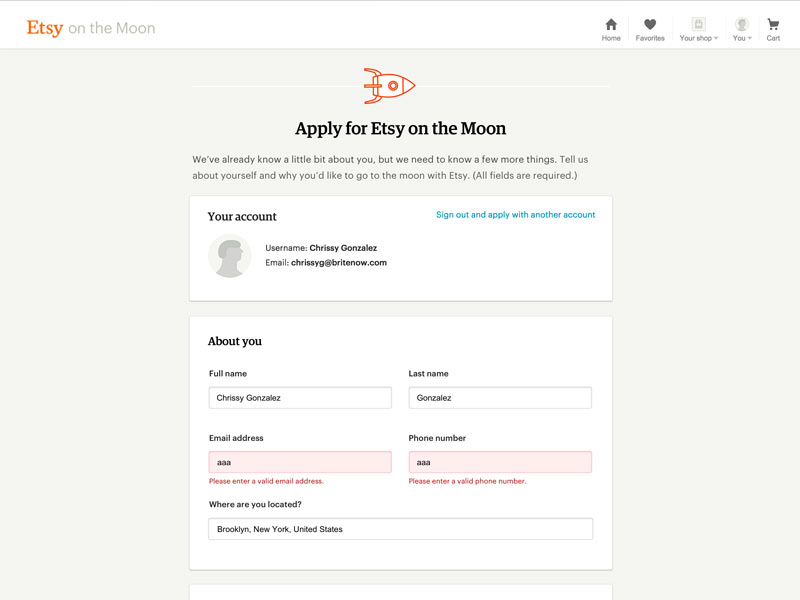 Etsy on the Moon
Home
Favorites
Your shop
You
Cart
Apply for Etsy on the Moon
We've already know a little bit about you, but we need to know a few more things. Tell us
about yourself and why you'd like to go to the moon with Etsy. (All fields are required.)
Your account
Sign out and apply with another account
Username: Chrissy Gonzalez
Email: chrissyg@britenow.com
About you
Full name
Last name
Chrissy Gonzalez
Gonzalez
Email address
Phone number
aaa
aaa
Please enter a valid email address.
Please enter a valid phone number.
Where are you located?
Brooklyn, New York, United States